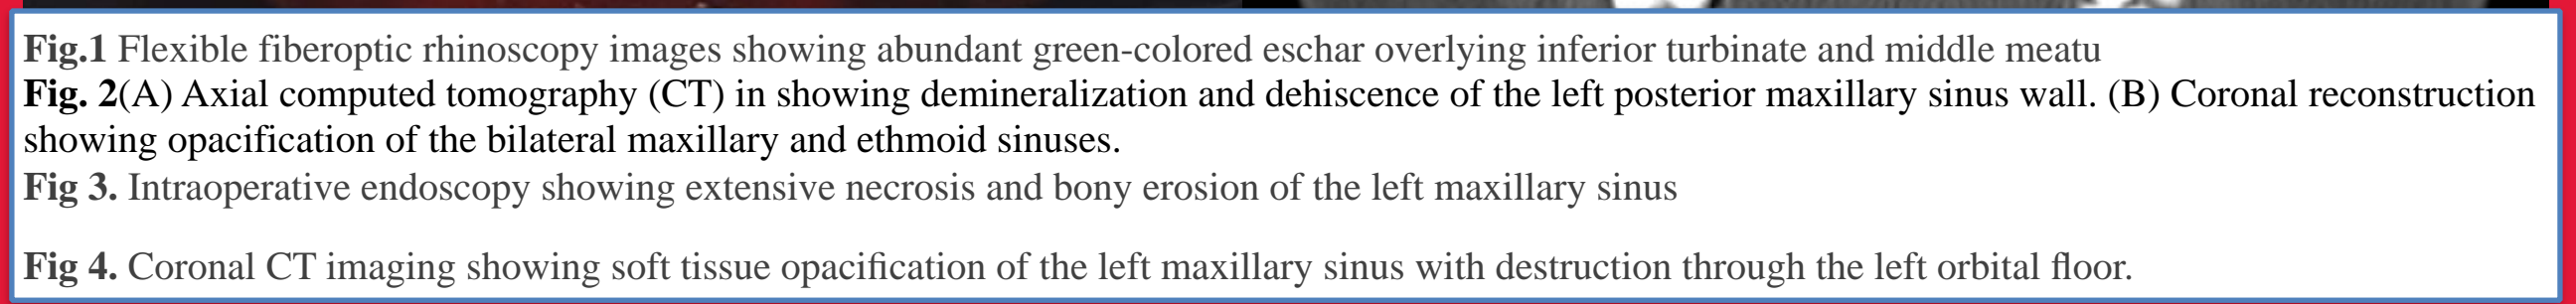 Fig.1 Flexible fiberoptic rhinoscopy images showing abundant green-colored eschar overlying inferior turbinate and middle meatu
Fig. 2(A) Axial computed tomography (CT) in showing demineralization and dehiscence of the left posterior maxillary sinus wall. (B) Coronal reconstruction
showing opacification of the bilateral maxillary and ethmoid sinuses.
Fig 3. Intraoperative endoscopy showing extensive necrosis and bony erosion of the left maxillary sinus
Fig 4. Coronal CT imaging showing soft tissue opacification of the left maxillary sinus with destruction through the left orbital floor.